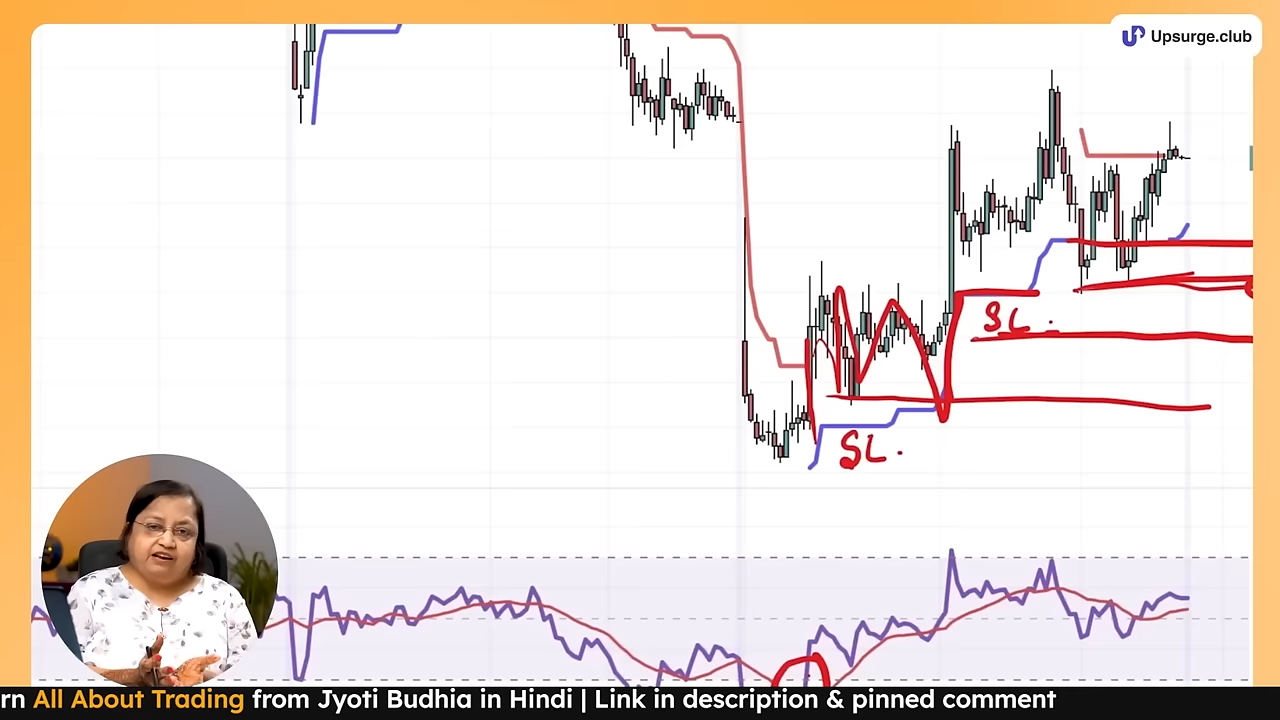 Upsurge.club
SL.
SL.
rn All About Trading from Jyoti Budhia in Hindi | Link in description & pinned comment